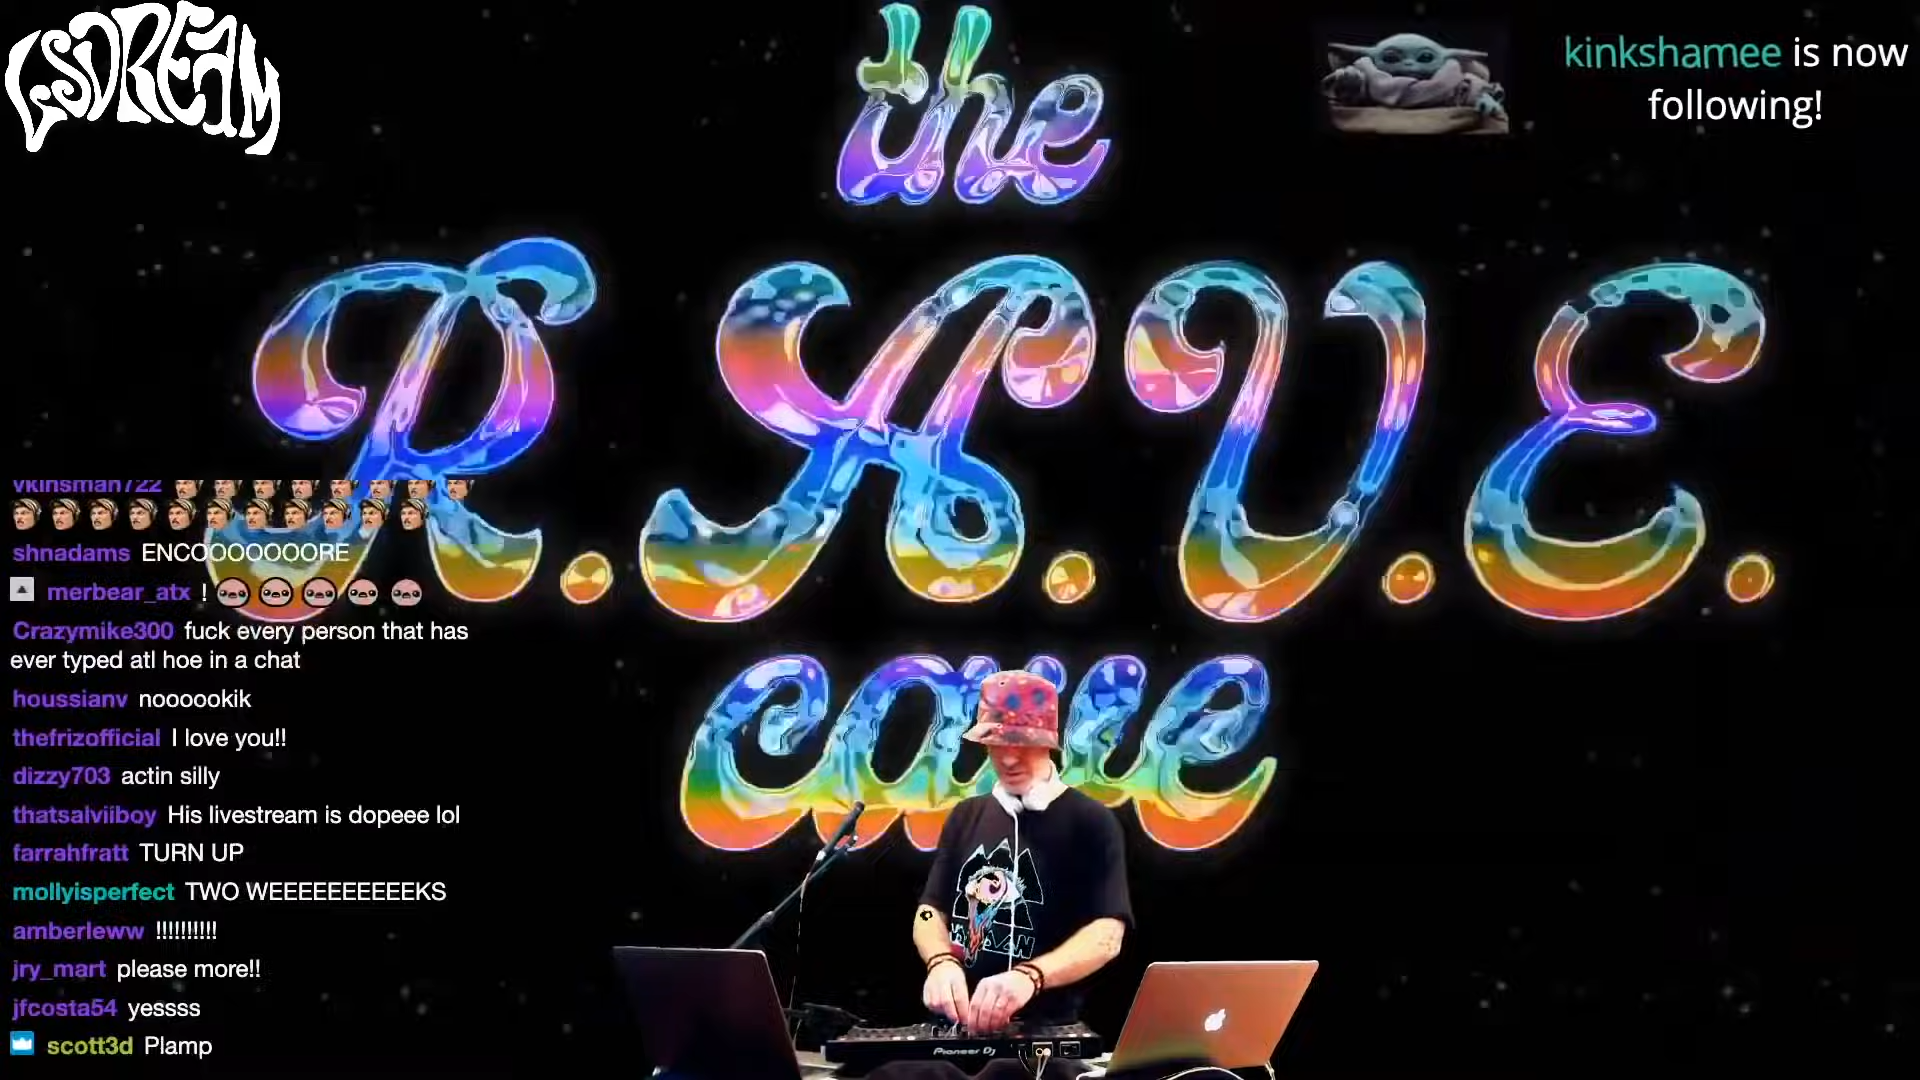 LSDREAM
the
R.A.V.E.
cave
kinkshamee is now
following!
vkinsman722
shnadams ENCOOOOOOORE
merbear_atx !
Crazymike300 fuck every person that has
ever typed atl hoe in a chat
houssianv noooookik
thefrizofficial I love you!!
dizzy703 actin silly
thatsalviiboy His livestream is dopeee lol
farrahfratt TURN UP
mollyisperfect TWO WEEEEEEEEEEKS
amberleww !!!!!!!!!!
jry_mart please more!!
jfcosta54 yessss
scott3d Plamp
Pioneer Dj